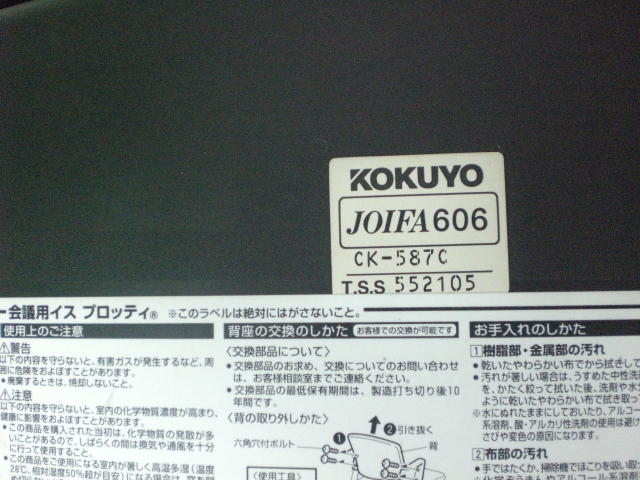 KOKUYO
JOIFA606
CK-587C
T.S.S 552105
会議用イス プロッティ® ※このラベルは絶対にはがさないこと。
使用上のご注意
⚠警告
以下の内容を守らないと、有害ガスが発生するなど、周
囲に危険をおよぼすことがあります。
●廃棄するときは、焼却しないこと。
⚠注意
以下の内容を守らないと、室内の化学物質濃度が高まり、
健康に影響をおよぼすことがあります。
●この商品を購入された当初は、化学物質の発散が多
いことがあるので、しばらくの間は換気や通風を十分
に行って使用すること。
●この商品をご使用になる室内が著しく高温多湿(温度
28℃、相対湿度50%超が目安)になる場合は、窓を閉
背座の交換のしかた お客様での交換が可能です
〈交換部品について〉
●交換部品のお求め、交換についてのお問い合わせ
は、お客様相談室までご連絡ください。
●交換部品の最低保有期間は、製造打ち切り後10
年間です。
〈背の取り外しかた〉
❷引き抜く
❶
六角穴付ボルト
背
〈使用工具〉
お手入れのしかた
1 樹脂部・金属部の汚れ
●乾いたやわらかい布でから拭きして
●汚れが著しい場合は、うすめた中性洗
を、かたく絞って拭いた後、洗剤や水
ように乾いたやわらかい布で拭き取っ
※水にぬれたままにしておいたり、アルコー
系溶剤、酸・アルカリ性洗剤の使用は避け
さびや変色の原因になります。
2 布部の汚れ
●手ではたくか、掃除機でほこりを吸い取っ
※化学ぞうきんやアルコール系溶剤